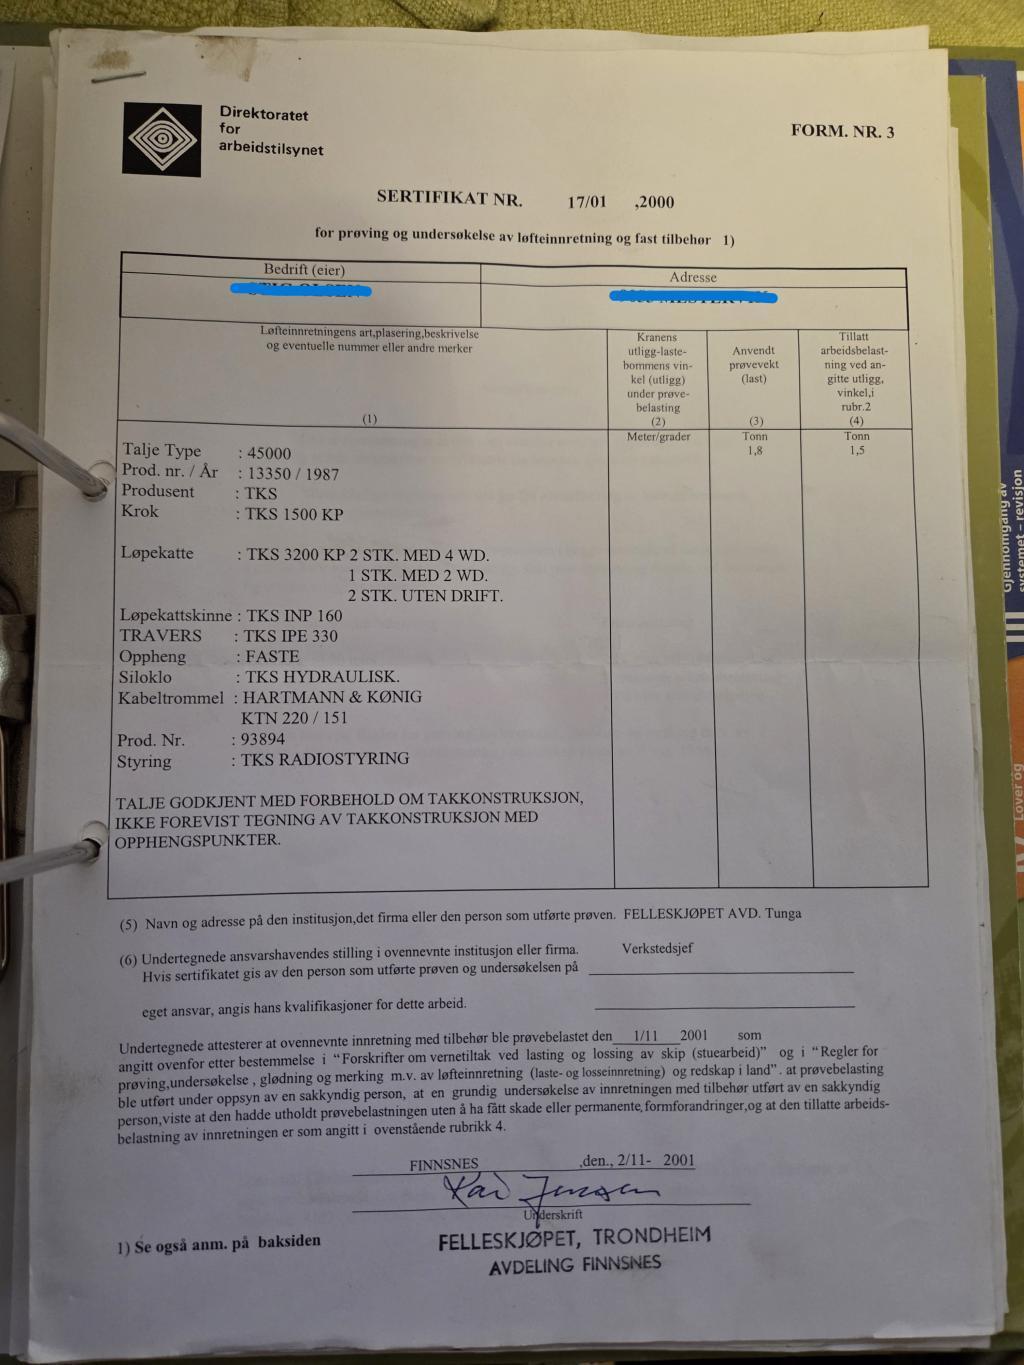 Direktoratet
for
arbeidstilsynet
FORM. NR. 3
SERTIFIKAT NR. 17/01 ,2000
for prøving og undersøkelse av løfteinnretning og fast tilbehør 1)
Bedrift (eier)
Adresse
Løfteinnretningens art,plasering,beskrivelse
og eventuelle nummer eller andre merker
(1)
Kranens
utligg-laste-
bommens vin-
kel (utligg)
under prøve-
belasting
(2)
Anvendt
prøvevekt
(last)
(3)
Tillatt
arbeidsbelast-
ning ved an-
gitte utligg,
vinkel,i
rubr.2
(4)
Meter/grader
Tonn
1,8
Tonn
1,5
Talje Type : 45000
Prod. nr. / År : 13350 / 1987
Produsent : TKS
Krok : TKS 1500 KP
Løpekatte : TKS 3200 KP 2 STK. MED 4 WD.
1 STK. MED 2 WD.
2 STK. UTEN DRIFT.
Løpekattskinne : TKS INP 160
TRAVERS : TKS IPE 330
Oppheng : FASTE
Siloklo : TKS HYDRAULISK.
Kabeltrommel : HARTMANN & KØNIG
KTN 220 / 151
Prod. Nr. : 93894
Styring : TKS RADIOSTYRING
TALJE GODKJENT MED FORBEHOLD OM TAKKONSTRUKSJON,
IKKE FOREVIST TEGNING AV TAKKONSTRUKSJON MED
OPPHENGSPUNKTER.
(5) Navn og adresse på den institusjon,det firma eller den person som utførte prøven. FELLESKJØPET AVD. Tunga
(6) Undertegnede ansvarshavendes stilling i ovennevnte institusjon eller firma. Verkstedsjef
Hvis sertifikatet gis av den person som utførte prøven og undersøkelsen på
eget ansvar, angis hans kvalifikasjoner for dette arbeid.
Undertegnede attesterer at ovennevnte innretning med tilbehør ble prøvebelastet den 1/11 2001 som
angitt ovenfor etter bestemmelse i “Forskrifter om vernetiltak ved lasting og lossing av skip (stuearbeid)” og i “Regler for
prøving,undersøkelse , glødning og merking m.v. av løfteinnretning (laste- og losseinnretning) og redskap i land”. at prøvebelasting
ble utført under oppsyn av en sakkyndig person, at en grundig undersøkelse av innretningen med tilbehør utført av en sakkyndig
person,viste at den hadde utholdt prøvebelastningen uten å ha fått skade eller permanente,formforandringer,og at den tillatte arbeids-
belastning av innretningen er som angitt i ovenstående rubrikk 4.
FINNSNES ,den., 2/11- 2001
Underskrift
1) Se også anm. på baksiden
FELLESKJØPET, TRONDHEIM
AVDELING FINNSNES
Gjennomgang av
systemet – revisjon
III
Lover og